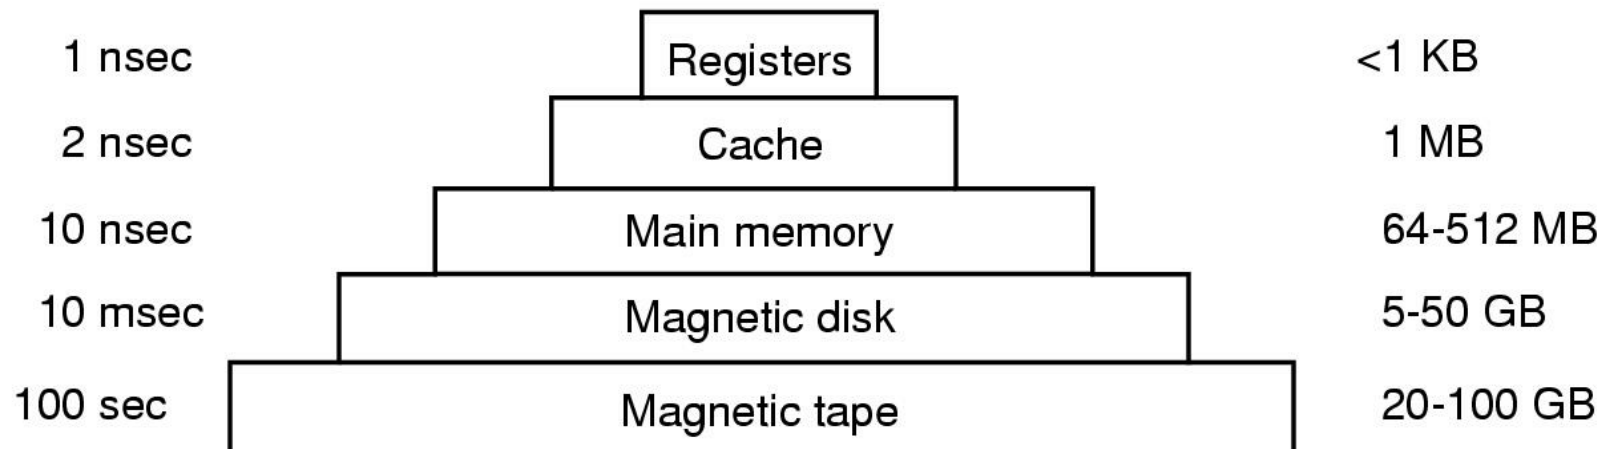 1 nsec Registers <1 KB
2 nsec Cache 1 MB
10 nsec Main memory 64-512 MB
10 msec Magnetic disk 5-50 GB
100 sec Magnetic tape 20-100 GB